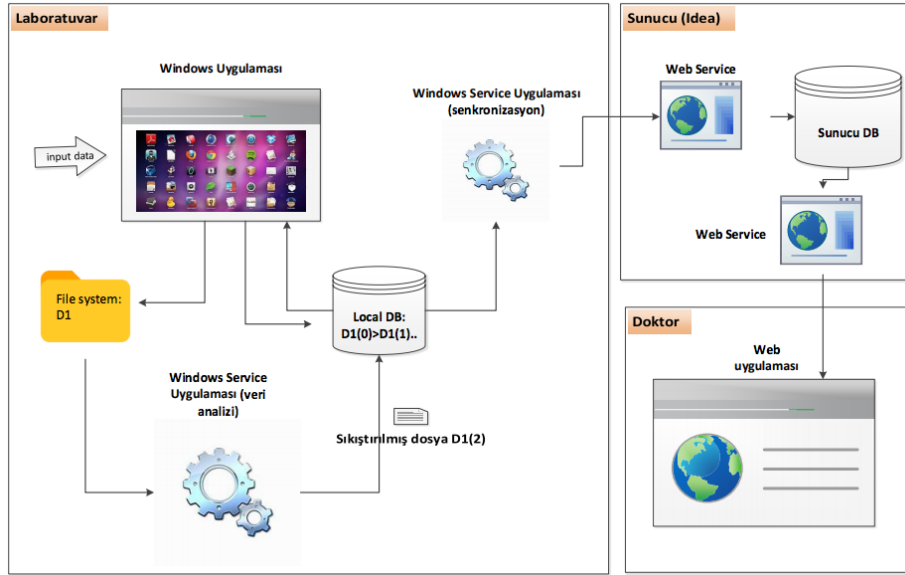 Laboratuvar
Windows Uygulaması
input data
File system:
D1
Windows Service
Uygulaması (veri
analizi)
Local DB:
D1(0)>D1(1)..
Sıkıştırılmış dosya D1(2)
Windows Service Uygulaması
(senkronizasyon)
Sunucu (Idea)
Web Service
Sunucu DB
Web Service
Doktor
Web
uygulaması